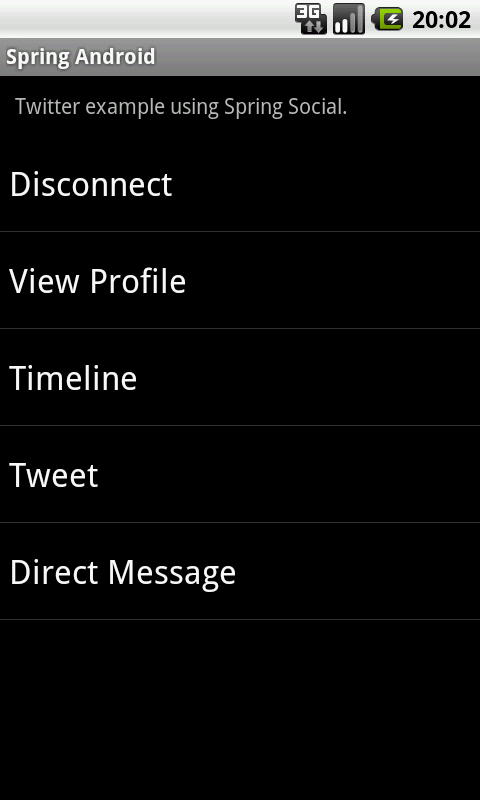 3G 20:02
Spring Android
Twitter example using Spring Social.
Disconnect
View Profile
Timeline
Tweet
Direct Message